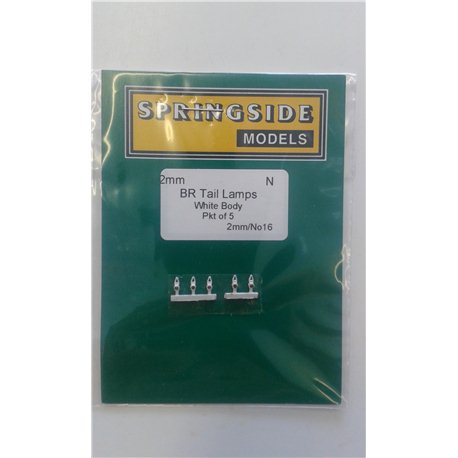 SPRINGSIDE
MODELS
2mm N
BR Tail Lamps
White Body
Pkt of 5
2mm/No16